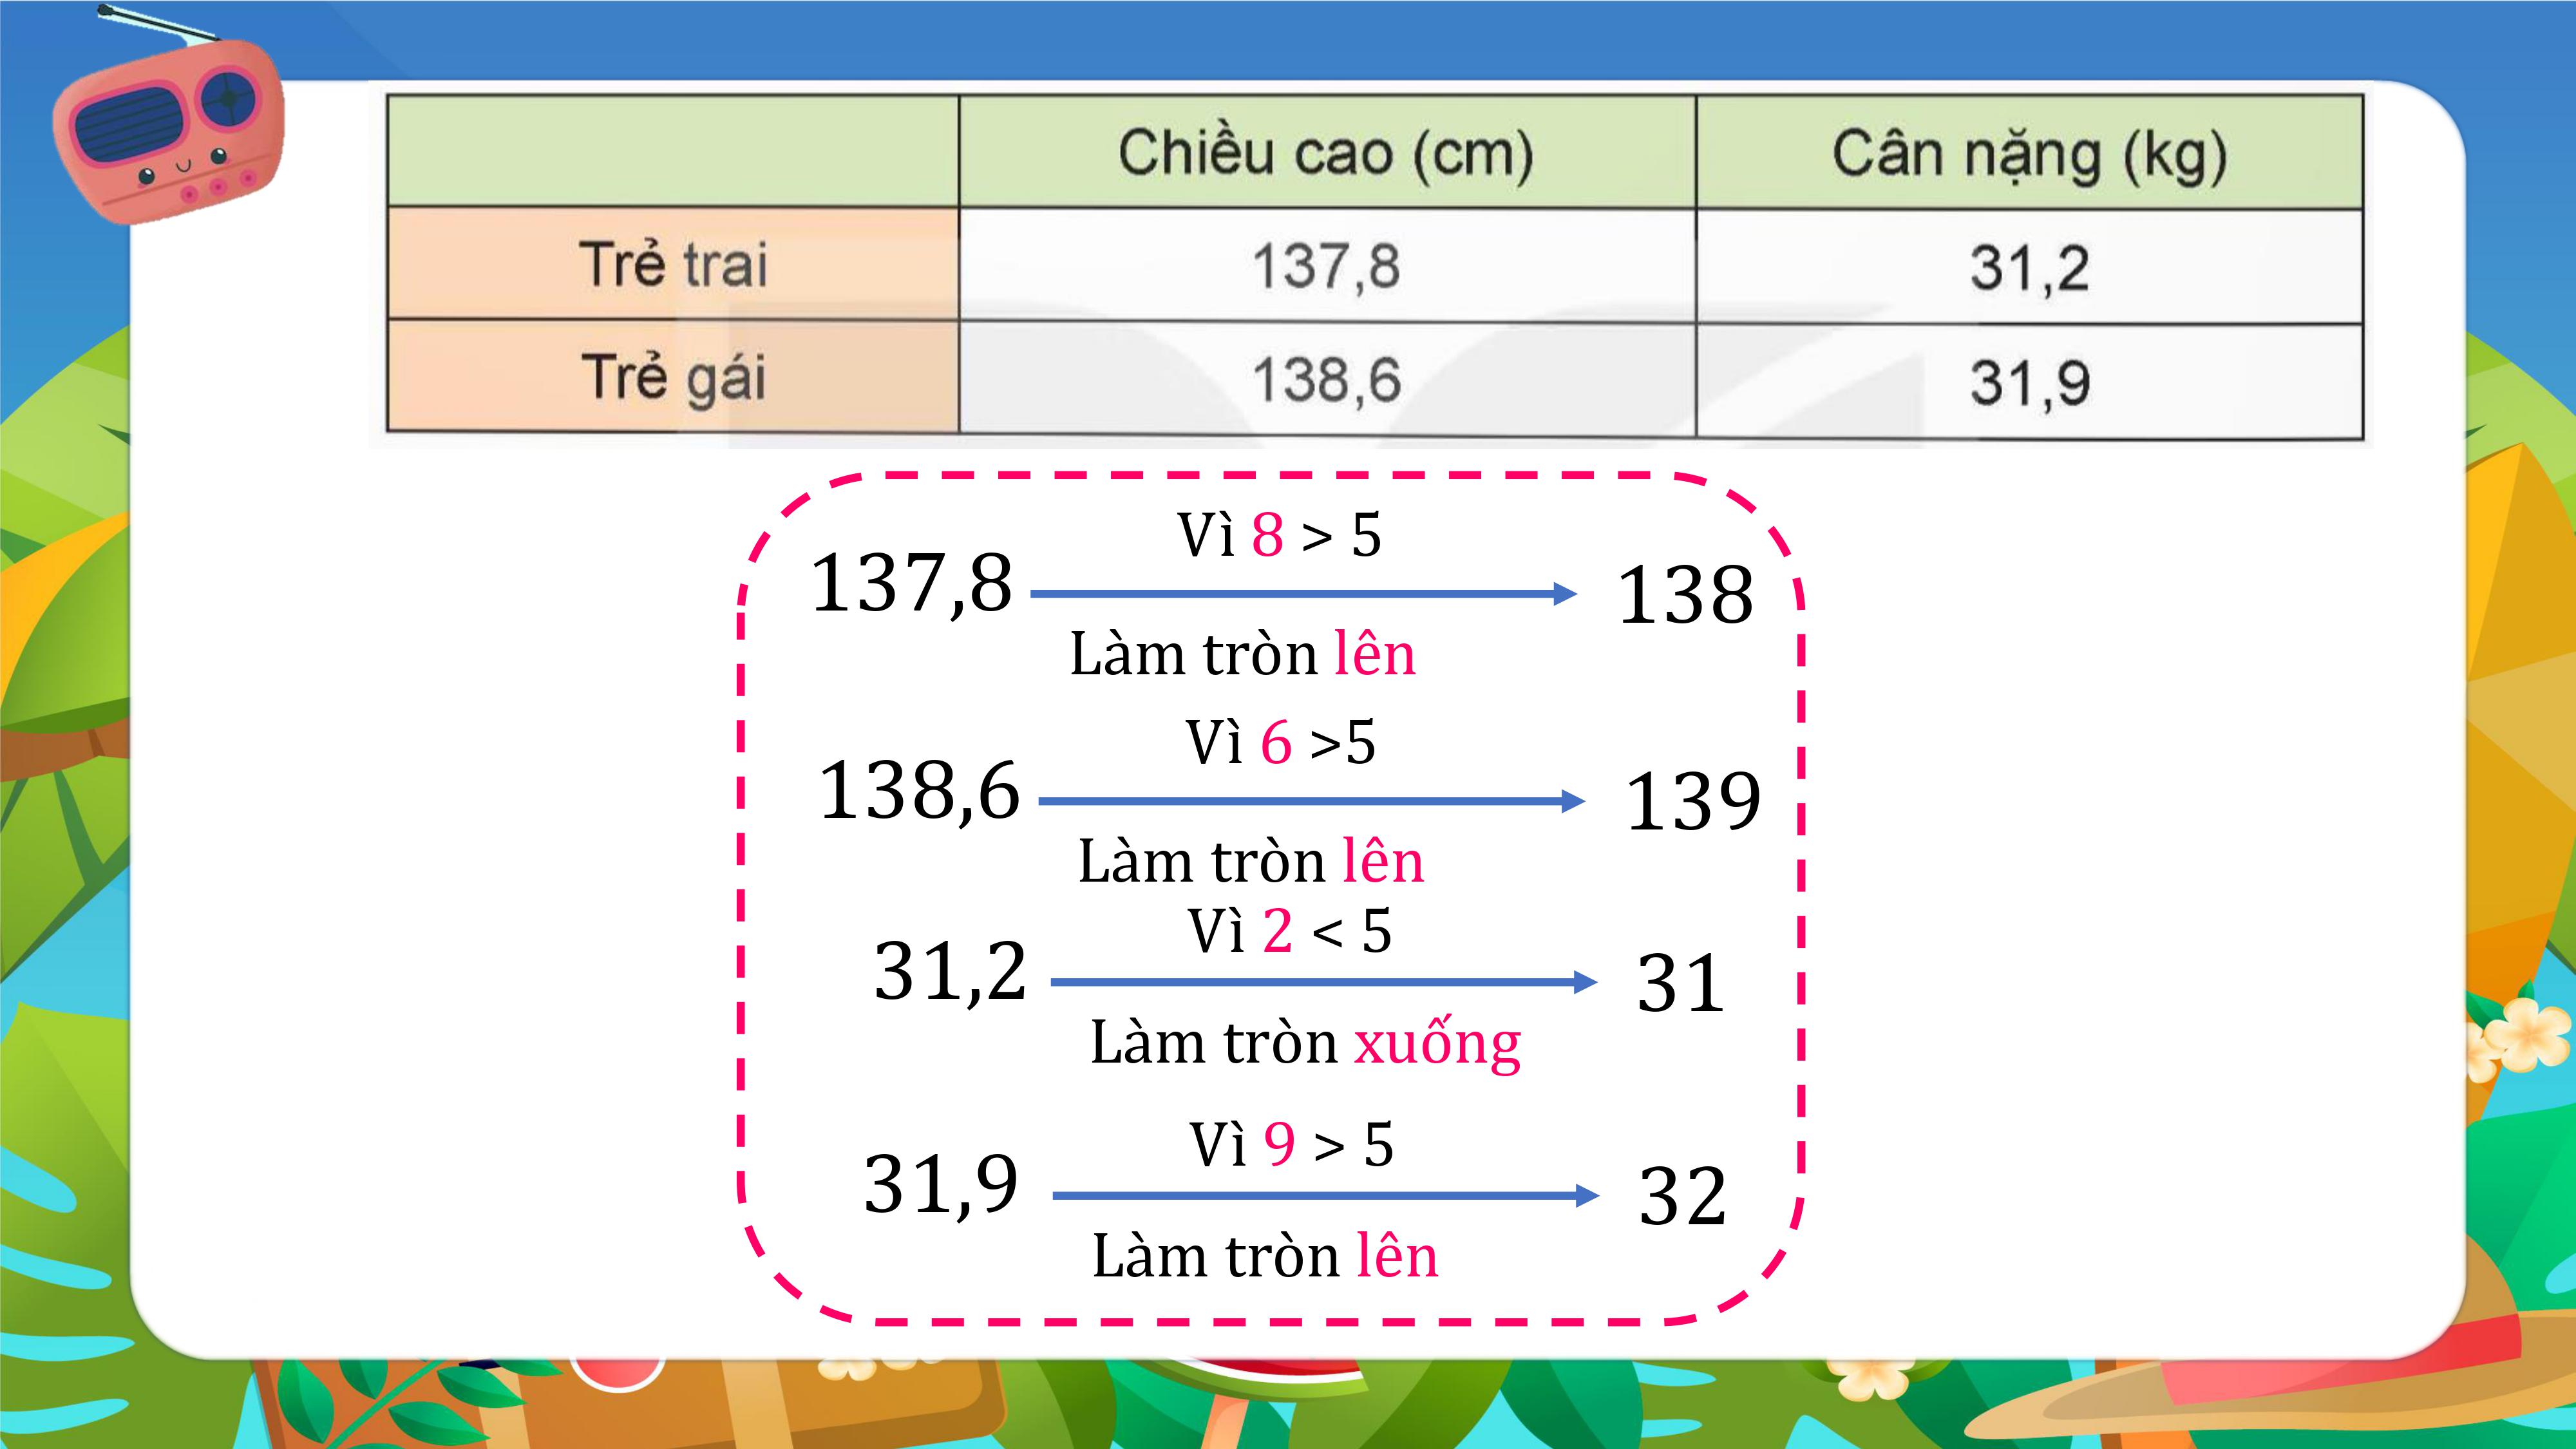 Chiều cao (cm) Cân nặng (kg)
Trẻ trai 137,8 31,2
Trẻ gái 138,6 31,9
Vì 8 > 5
137,8 138
Làm tròn lên
Vì 6 >5
138,6 139
Làm tròn lên
Vì 2 < 5
31,2 31
Làm tròn xuống
Vì 9 > 5
31,9 32
Làm tròn lên